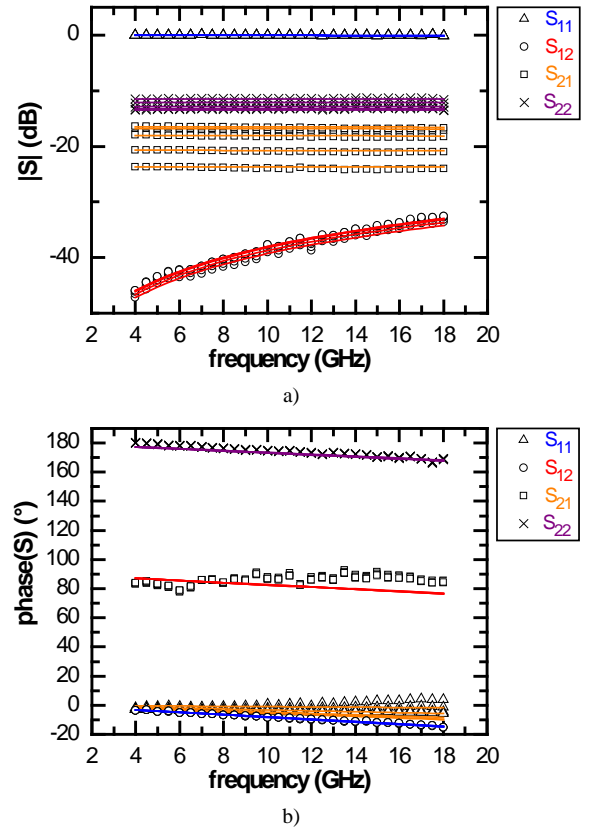 0
-20
-40
|S| (dB)
2 4 6 8 10 12 14 16 18 20
frequency (GHz)
S11
S12
S21
S22
a)
180
160
140
120
100
80
60
40
20
0
-20
phase(S) (°)
2 4 6 8 10 12 14 16 18 20
frequency (GHz)
S11
S12
S21
S22
b)